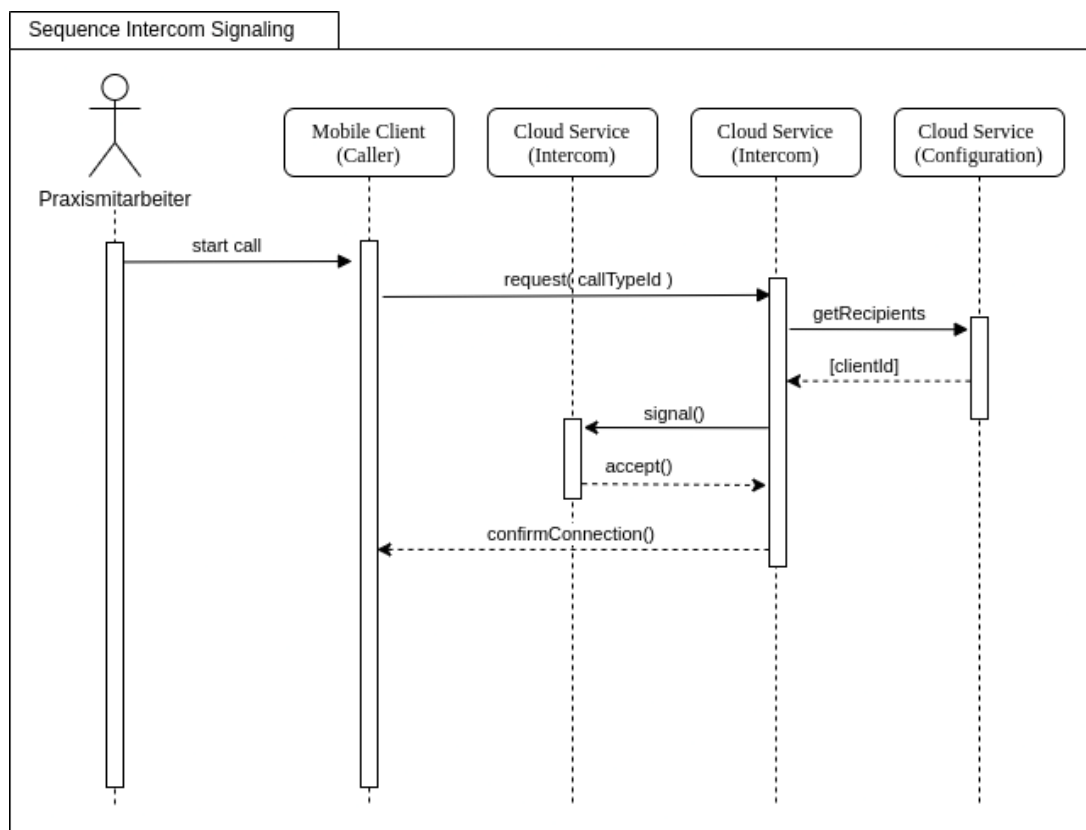 Sequence Intercom Signaling
Praxismitarbeiter
Mobile Client
(Caller)
Cloud Service
(Intercom)
Cloud Service
(Intercom)
Cloud Service
(Configuration)
start call
request( callTypeId )
getRecipients
[clientId]
signal()
accept()
confirmConnection()